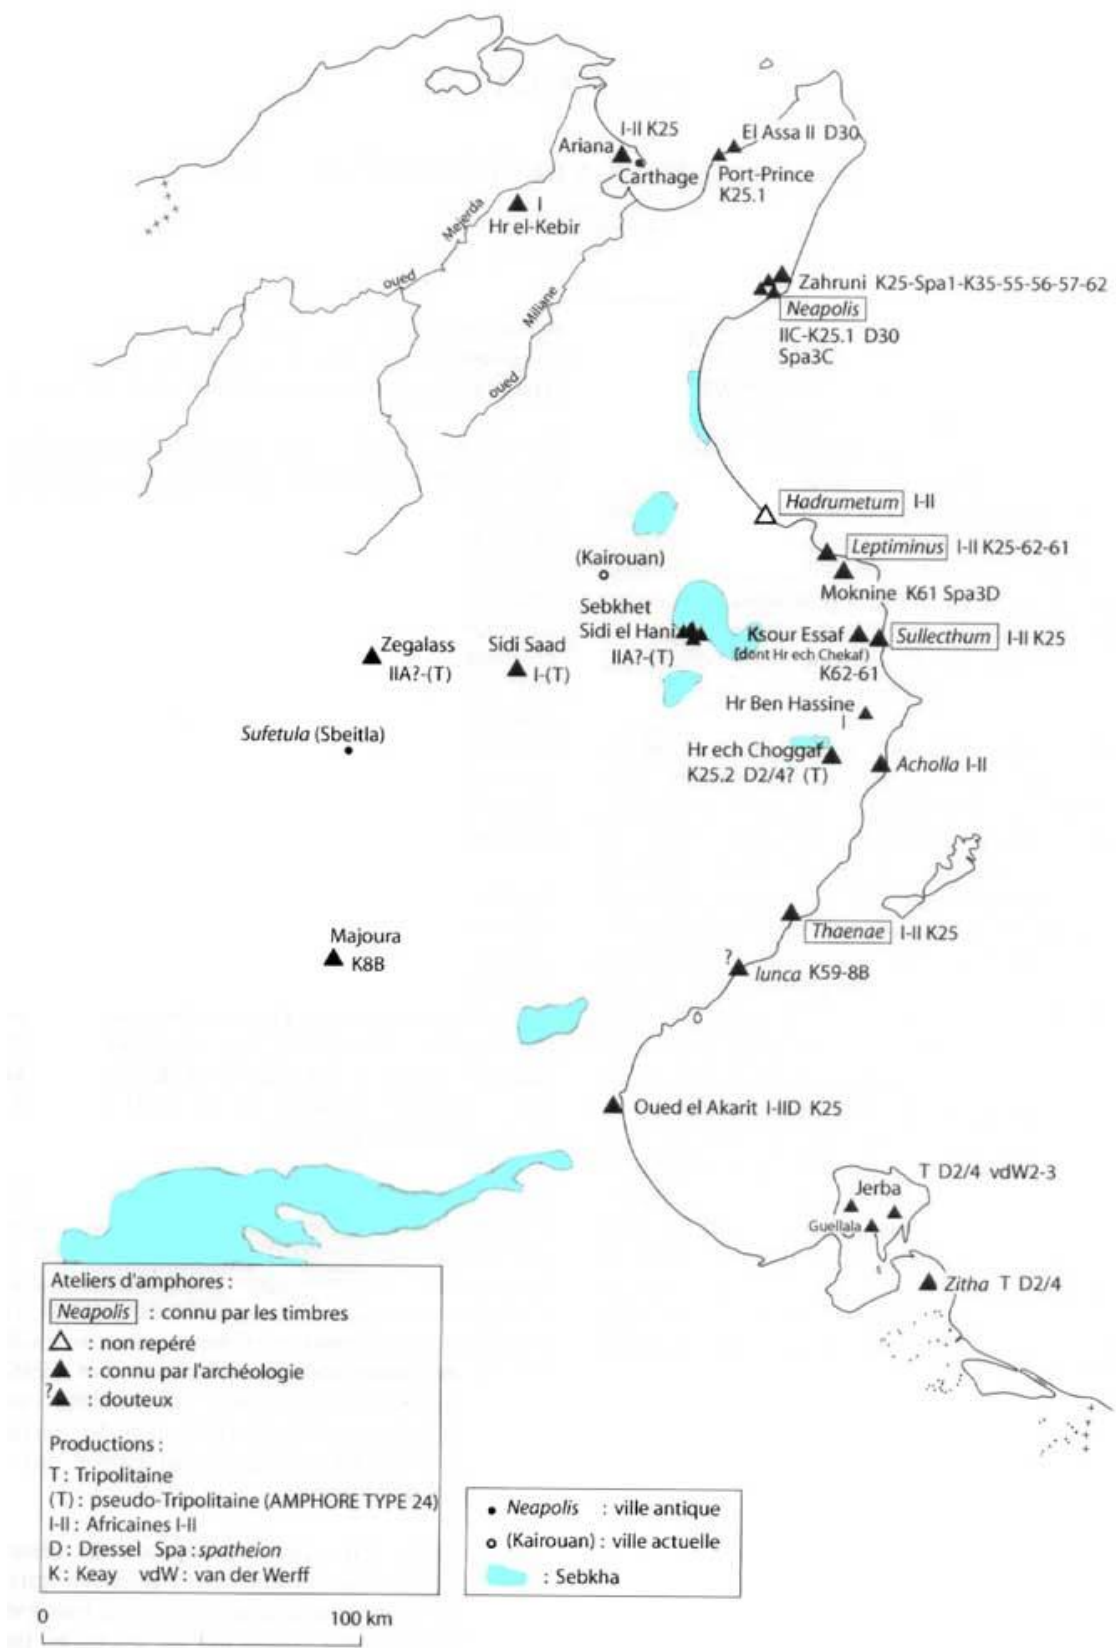 I-II K25
Ariana
Carthage
El Assa II D30
Port-Prince
K25.1
I
Hr el-Kebir
Mejerda
oued
Miliane
oued
Zahruni K25-Spa1-K35-55-56-57-62
Neapolis
IIC-K25.1 D30
Spa3C
Hadrumetum I-II
Leptiminus I-II K25-62-61
Moknine K61 Spa3D
(Kairouan)
Sebkhet
Sidi el Hani
IIA?-(T)
Ksour Essaf
(dont Hr ech Chekaf)
K62-61
Sullecthum I-II K25
Zegalass
IIA?-(T)
Sidi Saad
I-(T)
Hr Ben Hassine
I
Sufetula (Sbeitla)
Hr ech Choggaf
K25.2 D2/4? (T)
Acholla I-II
Thaenae I-II K25
Majoura
K8B
?
Iunca K59-8B
Oued el Akarit I-IID K25
T D2/4 vdW2-3
Jerba
Guellala
Zitha T D2/4
Ateliers d'amphores :
Neapolis : connu par les timbres
: non repéré
: connu par l'archéologie
? : douteux
Productions :
T : Tripolitaine
(T) : pseudo-Tripolitaine (AMPHORE TYPE 24)
I-II : Africaines I-II
D : Dressel Spa : spatheion
K : Keay vdW : van der Werff
Neapolis : ville antique
(Kairouan) : ville actuelle
: Sebkha
0 100 km